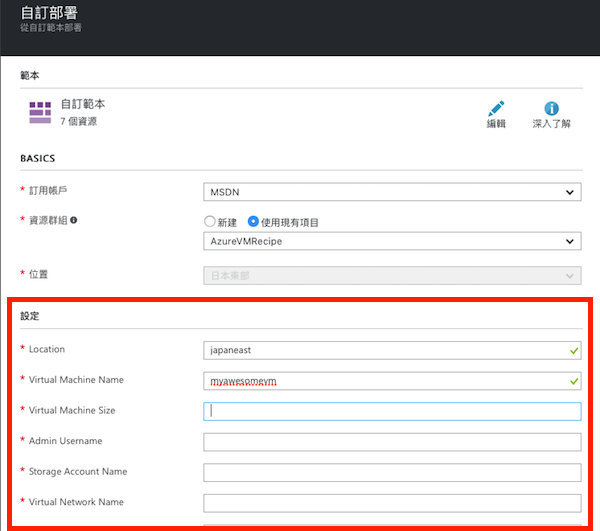 自訂部署
從自訂範本部署
範本
自訂範本
7 個資源
編輯
深入了解
BASICS
* 訂用帳戶
MSDN
* 資源群組
新建 使用現有項目
AzureVMRecipe
* 位置
日本東部
設定
* Location
japaneast
* Virtual Machine Name
myawesomevm
* Virtual Machine Size
* Admin Username
* Storage Account Name
* Virtual Network Name